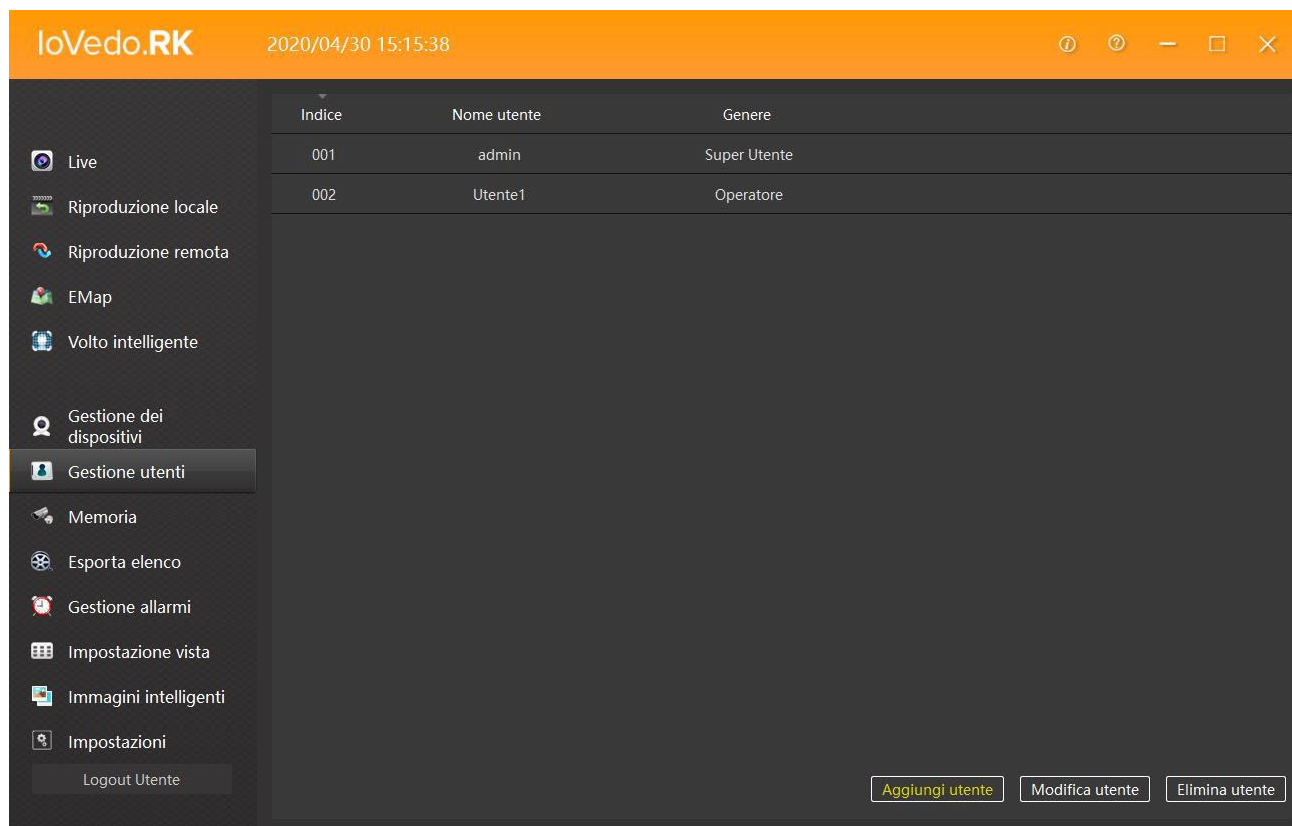 IoVedo.RK
2020/04/30 15:15:38
Indice Nome utente Genere
001 admin Super Utente
002 Utente1 Operatore
Live
Riproduzione locale
Riproduzione remota
EMap
Volto intelligente
Gestione dei
dispositivi
Gestione utenti
Memoria
Esporta elenco
Gestione allarmi
Impostazione vista
Immagini intelligenti
Impostazioni
Logout Utente
Aggiungi utente Modifica utente Elimina utente